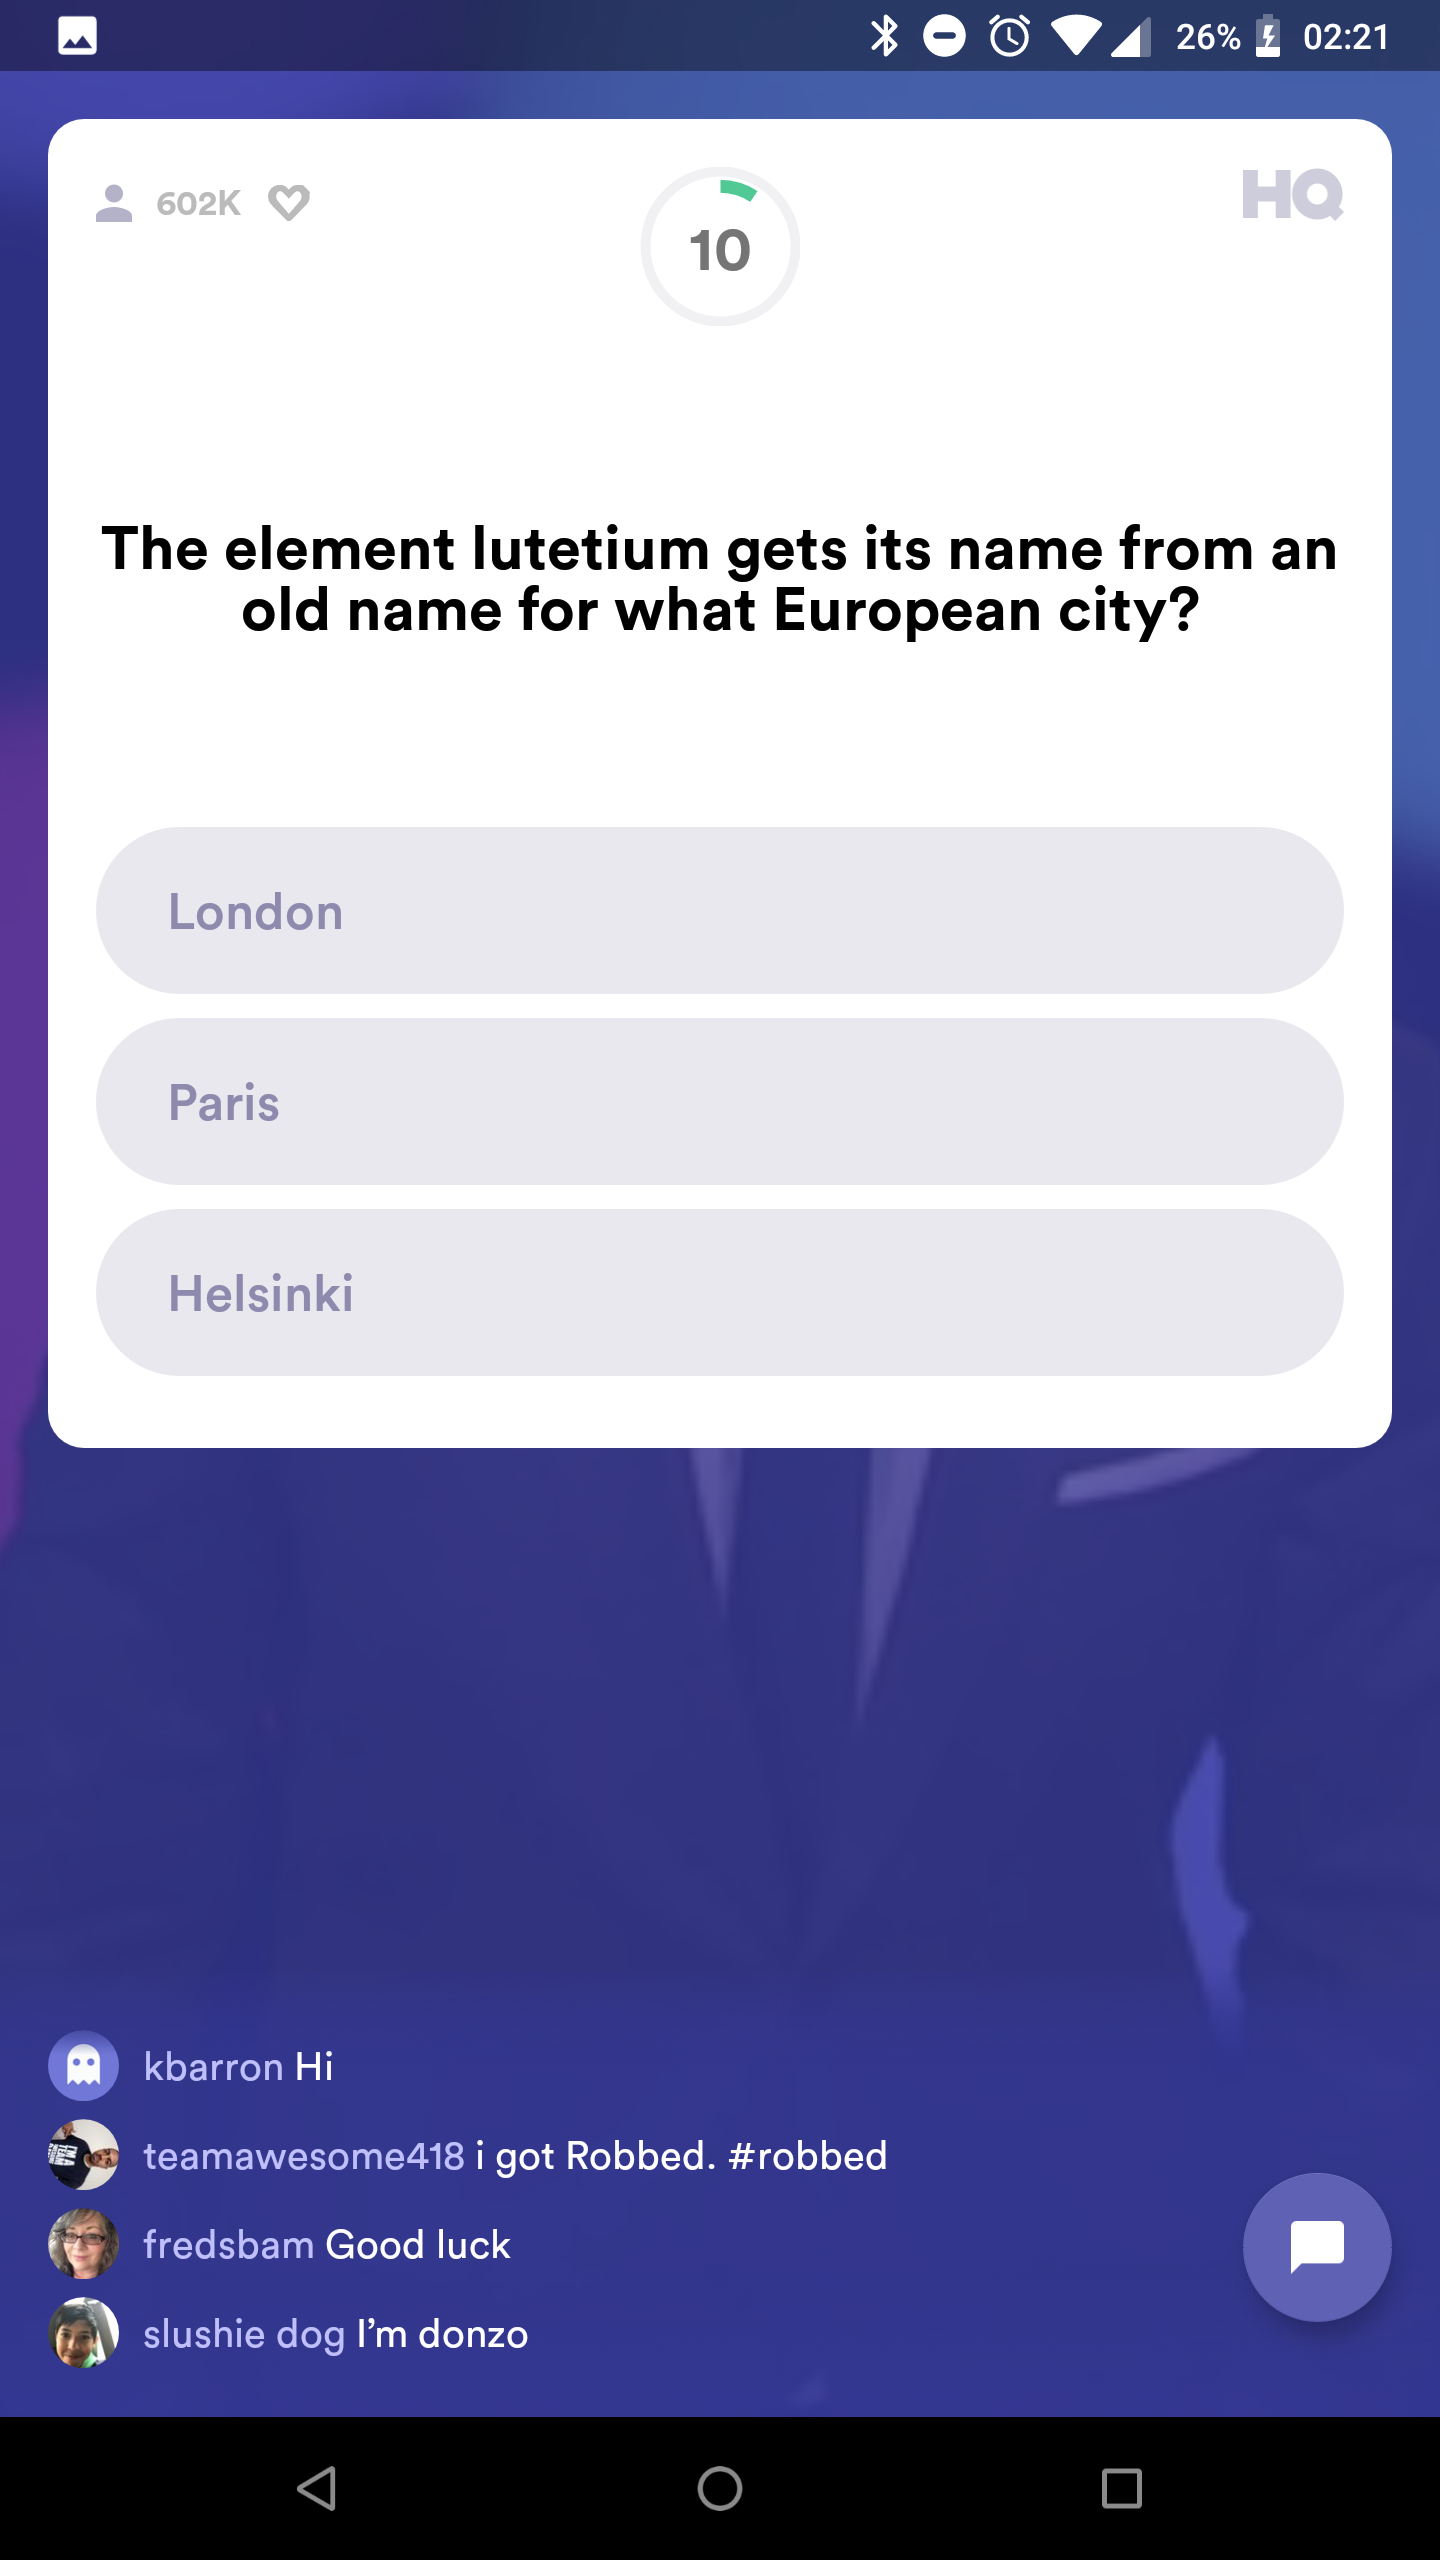 26% 02:21
602K
10
HQ
The element lutetium gets its name from an
old name for what European city?
London
Paris
Helsinki
kbarron Hi
teamawesome418 i got Robbed. #robbed
fredsbam Good luck
slushie dog I’m donzo